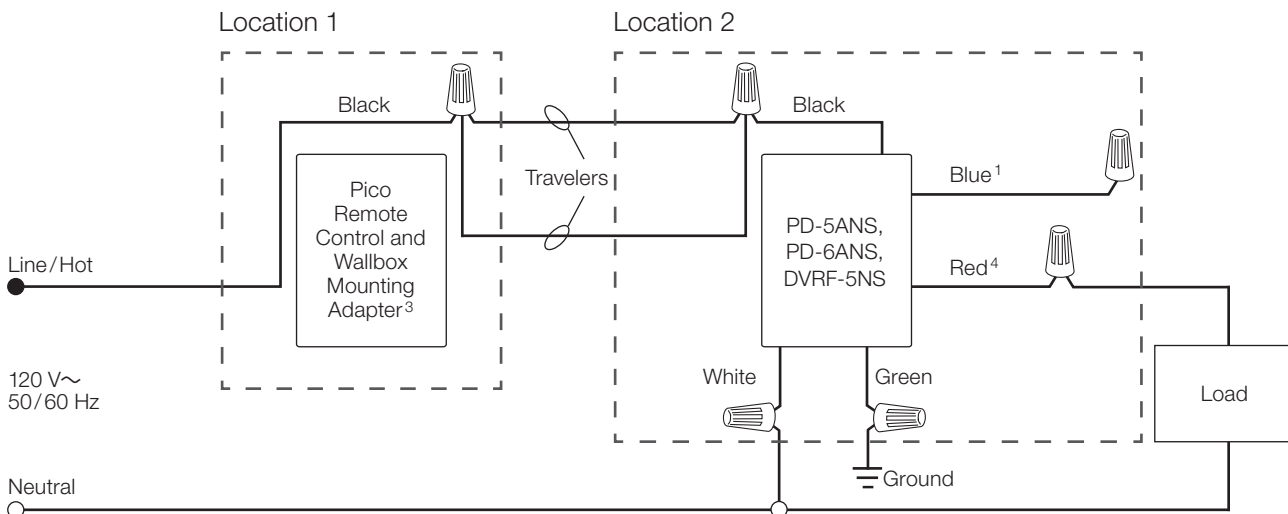 Location 1
Location 2
Black
Black
Travelers
Blue¹
Pico
Remote
Control and
Wallbox
Mounting
Adapter³
PD-5ANS,
PD-6ANS,
DVRF-5NS
Line/Hot
Red⁴
120 V～
50/60 Hz
White
Green
Load
Ground
Neutral